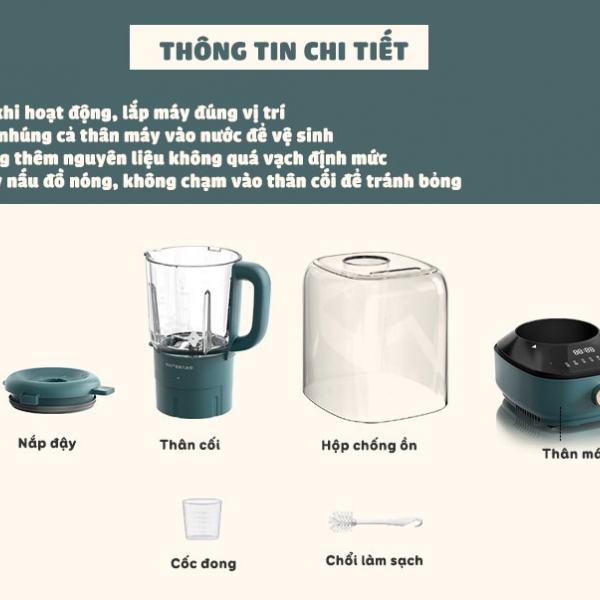 THÔNG TIN CHI TIẾT
khi hoạt động, lắp máy đúng vị trí
nhúng cả thân máy vào nước để vệ sinh
g thêm nguyên liệu không quá vạch định mức
y nấu đồ nóng, không chạm vào thân cối để tránh bỏng
88:88
Nắp đậy
Thân cối
Hộp chống ồn
Thân má
Cốc đong
Chổi làm sạch